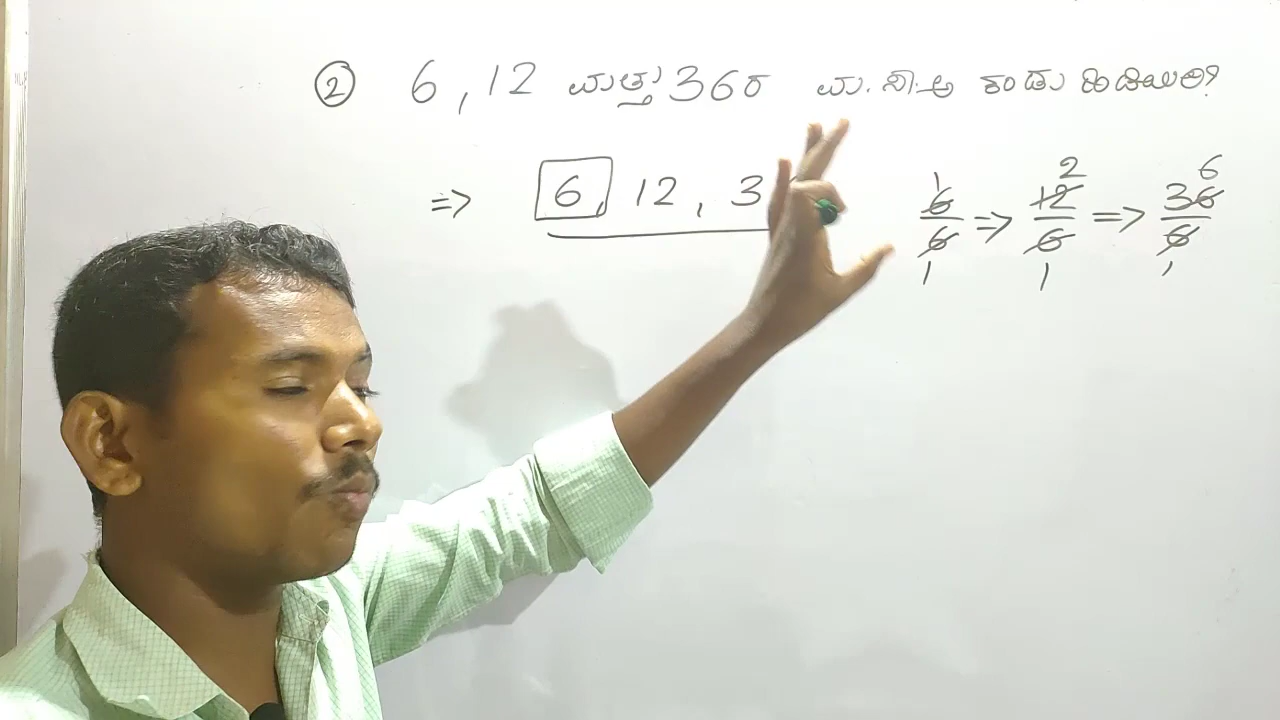 ② 6, 12 ಮತ್ತು 36ರ ಮ.ಸಾ.ಅ ಕಂಡು ಹಿಡಿಯಿರಿ?
=> 6, 12, 3
1 6/6 1 => 2 12/6 1 => 6 36/6 1